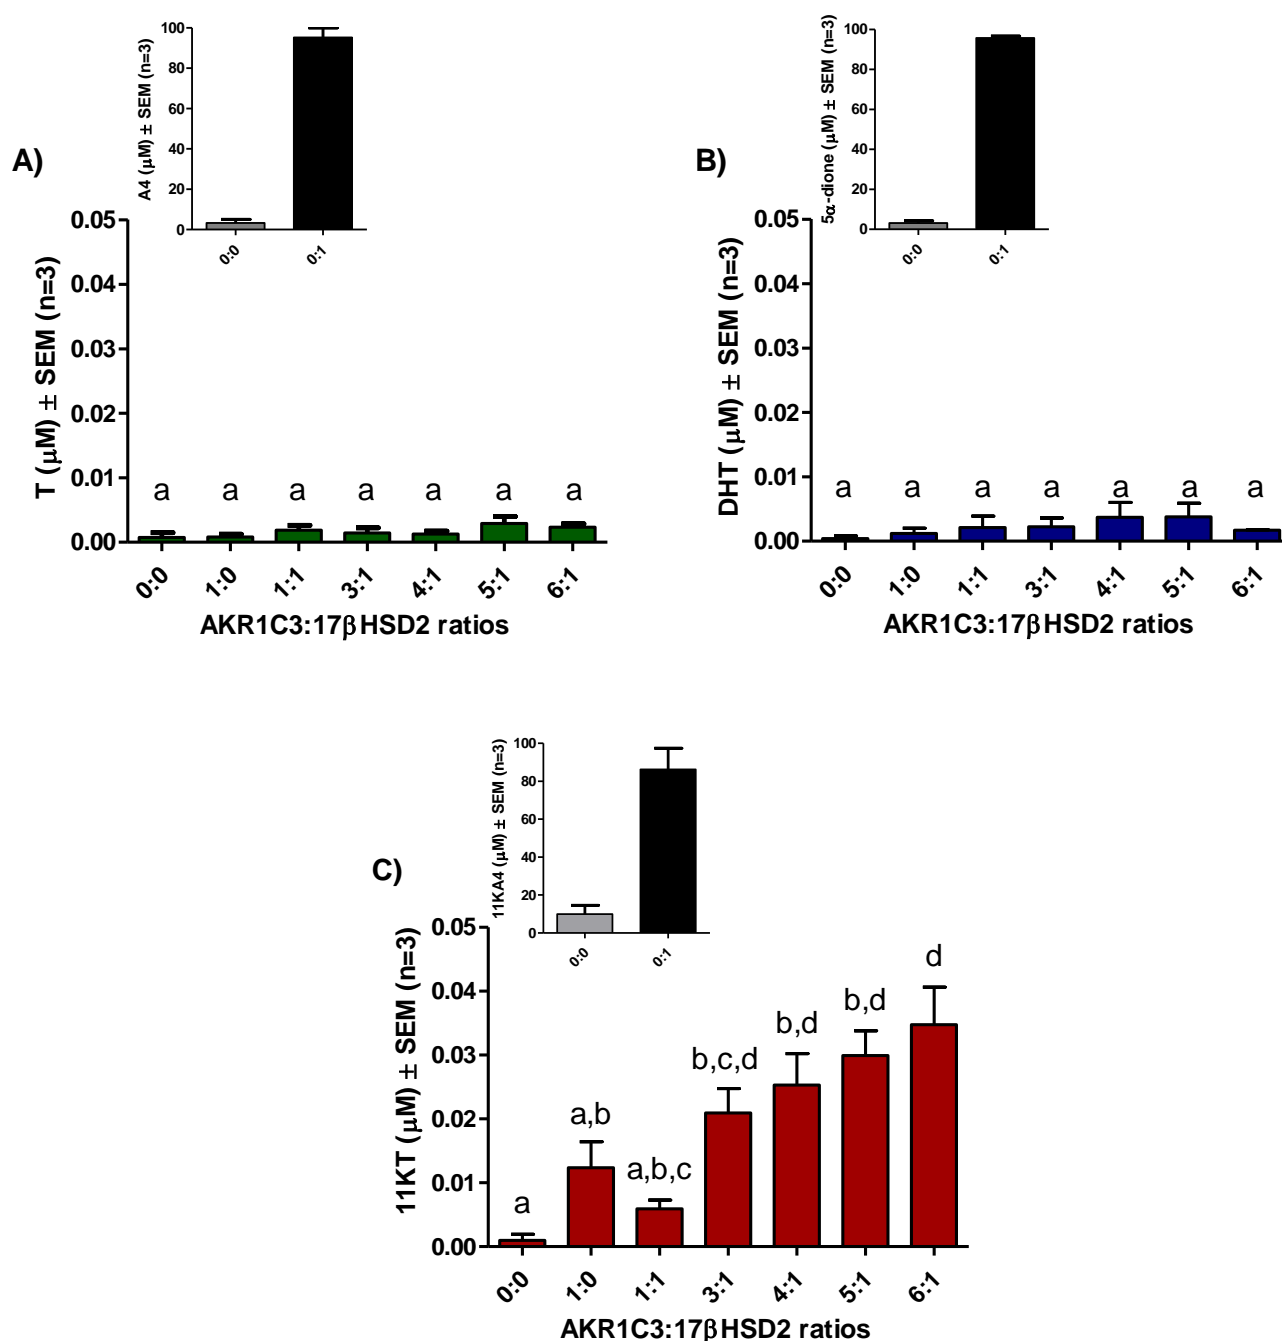 A)
A4 (μM) ± SEM (n=3)
100
80
60
40
20
0
0:0 0:1
T (μM) ± SEM (n=3)
0.05
0.04
0.03
0.02
0.01
0.00
a a a a a a a
0:0 1:0 1:1 3:1 4:1 5:1 6:1
AKR1C3:17βHSD2 ratios
B)
5α-dione (μM) ± SEM (n=3)
100
80
60
40
20
0
0:0 0:1
DHT (μM) ± SEM (n=3)
0.05
0.04
0.03
0.02
0.01
0.00
a a a a a a a
0:0 1:0 1:1 3:1 4:1 5:1 6:1
AKR1C3:17βHSD2 ratios
C)
11KA4 (μM) ± SEM (n=3)
100
80
60
40
20
0
0:0 0:1
11KT (μM) ± SEM (n=3)
0.05
0.04
0.03
0.02
0.01
0.00
a a,b a,b,c b,c,d b,d b,d d
0:0 1:0 1:1 3:1 4:1 5:1 6:1
AKR1C3:17βHSD2 ratios